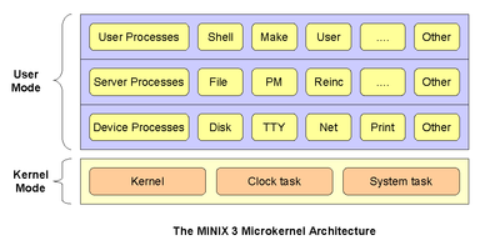 User Mode
User Processes Shell Make User .... Other
Server Processes File PM Reinc .... Other
Device Processes Disk TTY Net Print Other
Kernel Mode
Kernel Clock task System task
The MINIX 3 Microkernel Architecture